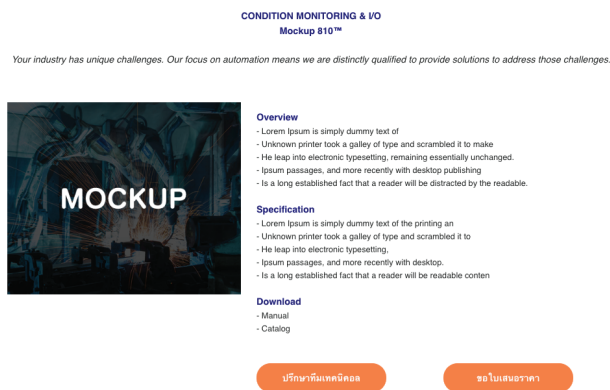 CONDITION MONITORING & I/O
Mockup 810™
Your industry has unique challenges. Our focus on automation means we are distinctly qualified to provide solutions to address those challenges.
MOCKUP
Overview
- Lorem Ipsum is simply dummy text of
- Unknown printer took a galley of type and scrambled it to make
- He leap into electronic typesetting, remaining essentially unchanged.
- Ipsum passages, and more recently with desktop publishing
- Is a long established fact that a reader will be distracted by the readable.
Specification
- Lorem Ipsum is simply dummy text of the printing an
- Unknown printer took a galley of type and scrambled it to
- He leap into electronic typesetting,
- Ipsum passages, and more recently with desktop.
- Is a long established fact that a reader will be readable conten
Download
- Manual
- Catalog
ปรึกษาทีมเทคนิคอล
ขอใบเสนอราคา